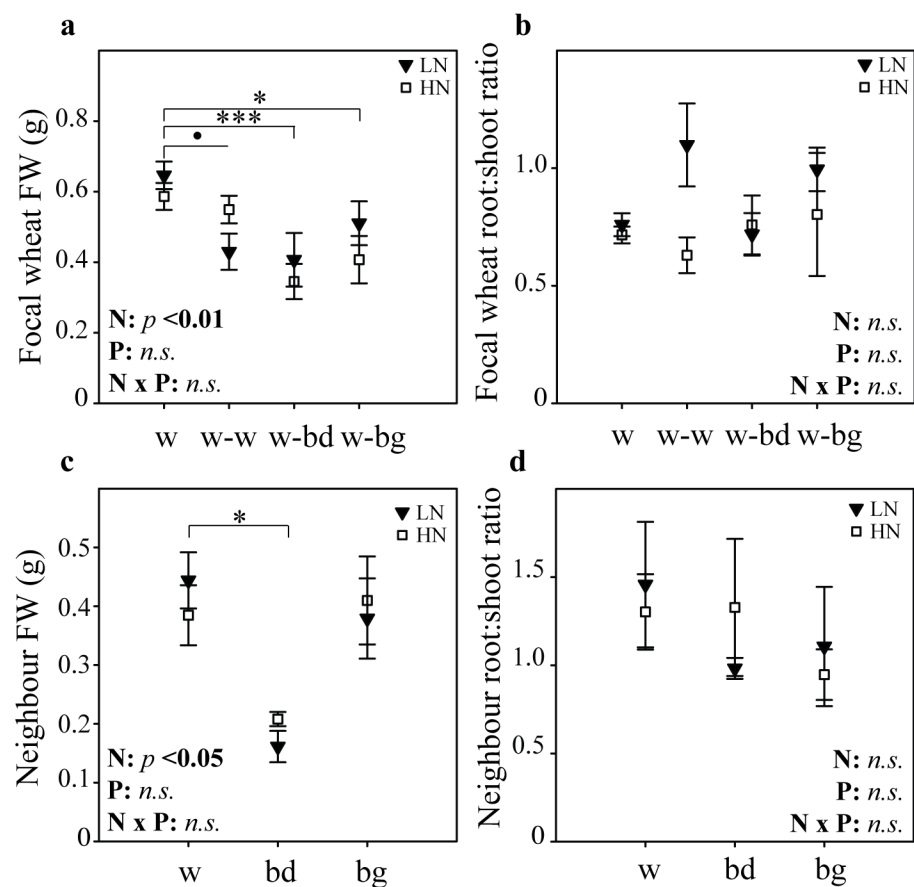 a
LN
HN
Focal wheat FW (g)
0.8
0.6
0.4
0.2
0
*
***
•
N: p <0.01
P: n.s.
N x P: n.s.
w w-w w-bd w-bg
b
LN
HN
Focal wheat root:shoot ratio
1.0
0.5
0
N: n.s.
P: n.s.
N x P: n.s.
w w-w w-bd w-bg
c
LN
HN
Neighbour FW (g)
0.5
0.4
0.3
0.2
0.1
0
*
N: p <0.05
P: n.s.
N x P: n.s.
w bd bg
d
LN
HN
Neighbour root:shoot ratio
1.5
1.0
0.5
0
N: n.s.
P: n.s.
N x P: n.s.
w bd bg